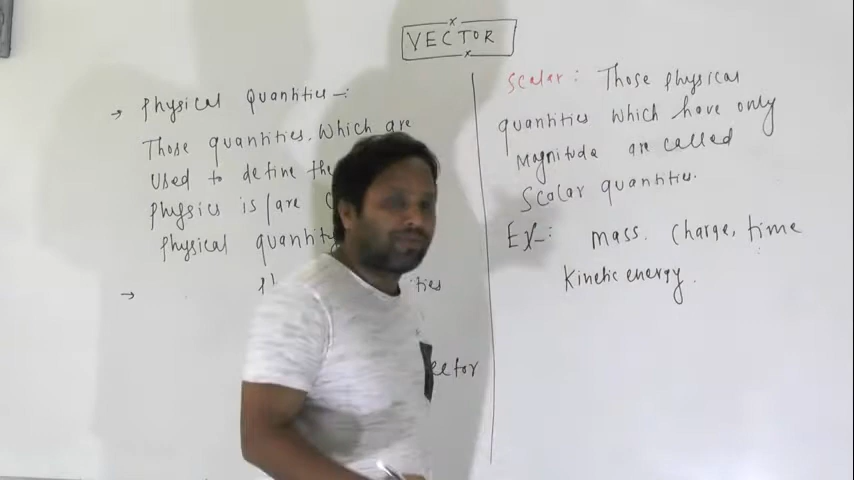 VECTOR
→ Physical Quantities -:
Those quantities. Which are
Used to define the
physics is/are
physical quantity
→ ities
ector
Scalar: Those physical
quantities which have only
Magnitude are called
Scalar quantities.
Ex-: mass. Charge, time
Kinetic energy.